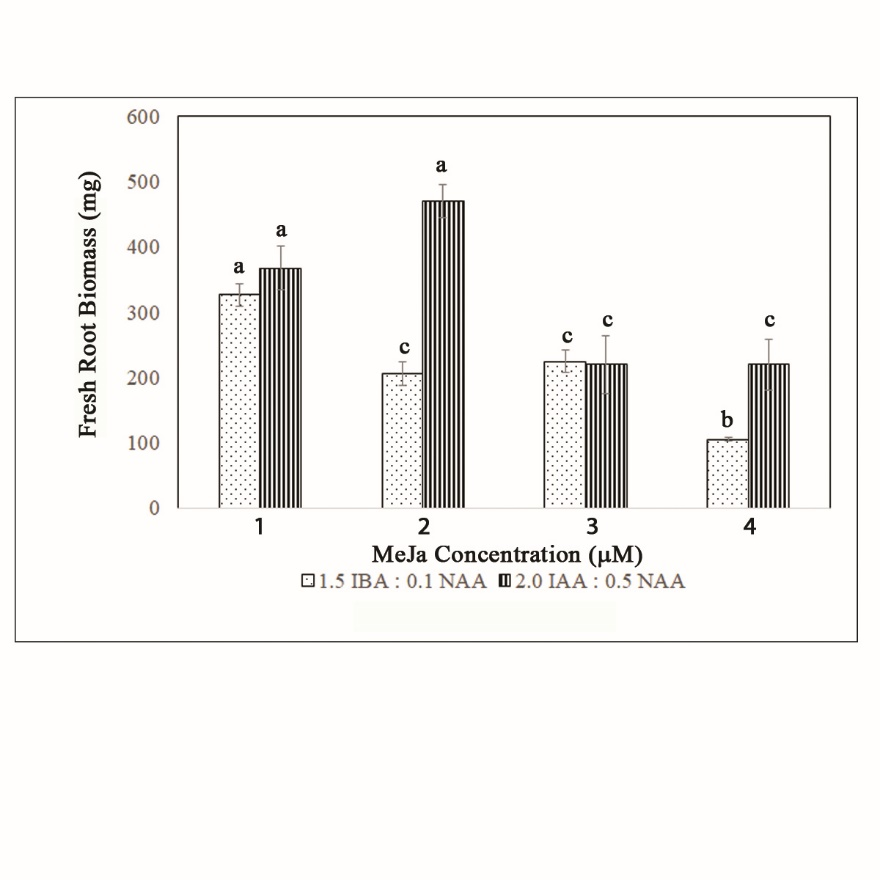 600
500
400
300
200
100
0
Fresh Root Biomass (mg)
a
a
c
a
c
c
b
c
1
2
3
4
MeJa Concentration (µM)
1.5 IBA : 0.1 NAA 2.0 IAA : 0.5 NAA